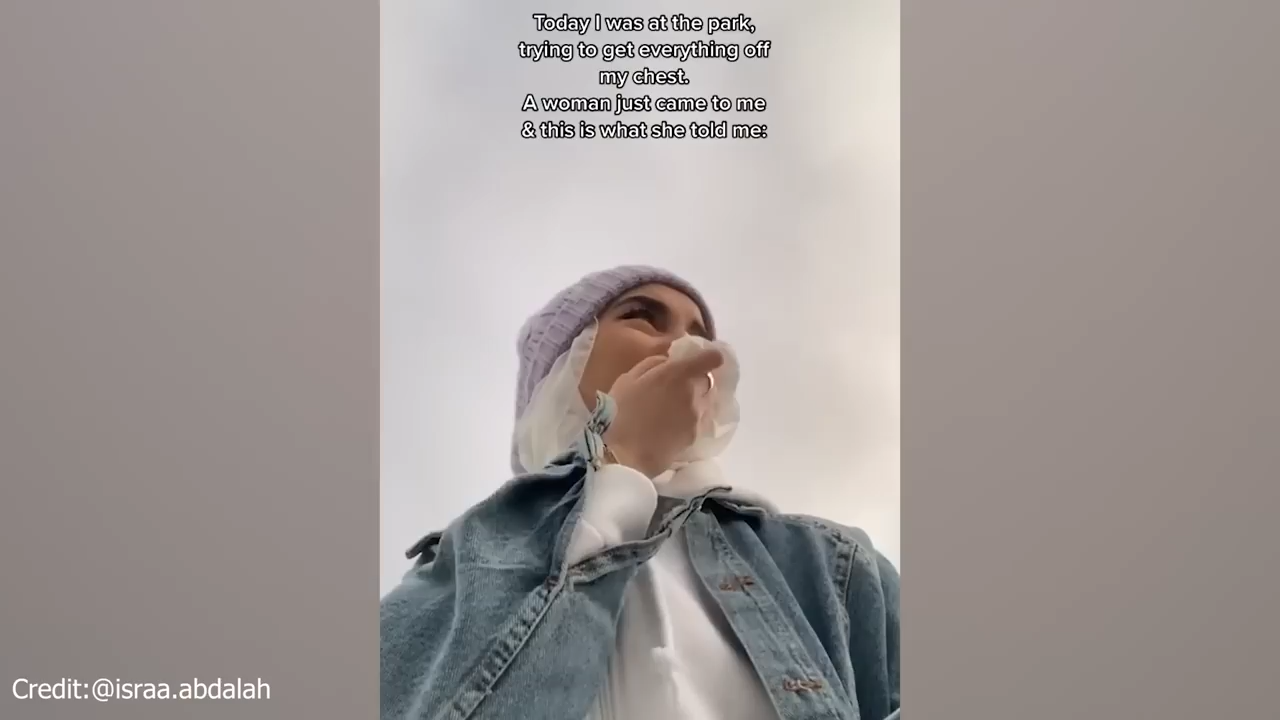 Today I was at the park,
trying to get everything off
my chest.
A woman just came to me
& this is what she told me:
Credit:@israa.abdalah